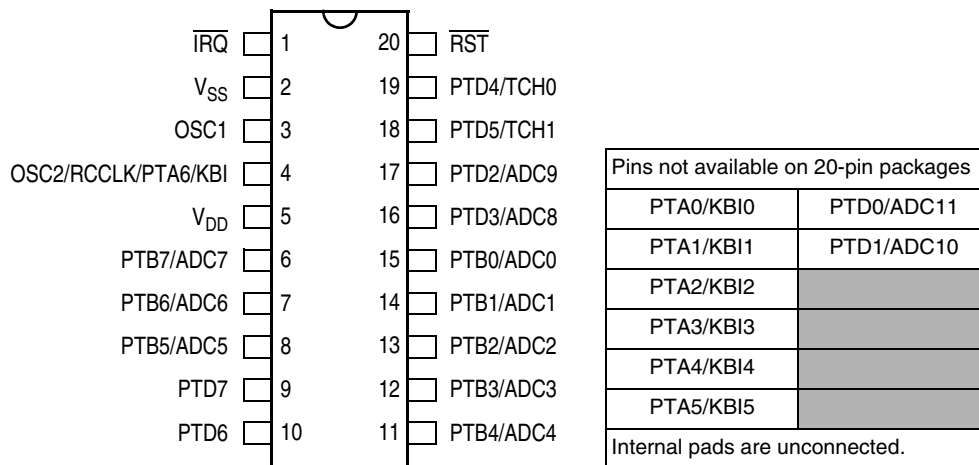 IRQ 1 20 RST
VSS 2 19 PTD4/TCH0
OSC1 3 18 PTD5/TCH1
OSC2/RCCLK/PTA6/KBI 4 17 PTD2/ADC9
VDD 5 16 PTD3/ADC8
PTB7/ADC7 6 15 PTB0/ADC0
PTB6/ADC6 7 14 PTB1/ADC1
PTB5/ADC5 8 13 PTB2/ADC2
PTD7 9 12 PTB3/ADC3
PTD6 10 11 PTB4/ADC4
Pins not available on 20-pin packages
PTA0/KBI0 PTD0/ADC11
PTA1/KBI1 PTD1/ADC10
PTA2/KBI2
PTA3/KBI3
PTA4/KBI4
PTA5/KBI5
Internal pads are unconnected.